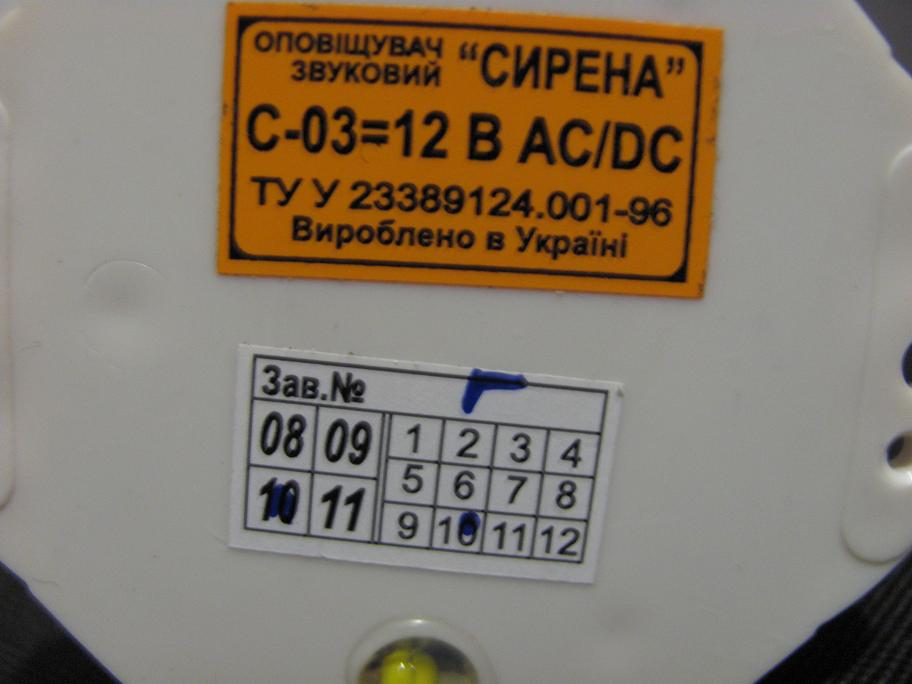 ОПОВІЩУВАЧ
ЗВУКОВИЙ "СИРЕНА"
С-03=12 В AC/DC
ТУ У 23389124.001-96
Вироблено в Україні
Зав.№
08 09
10 11
1 2 3 4
5 6 7 8
9 10 11 12